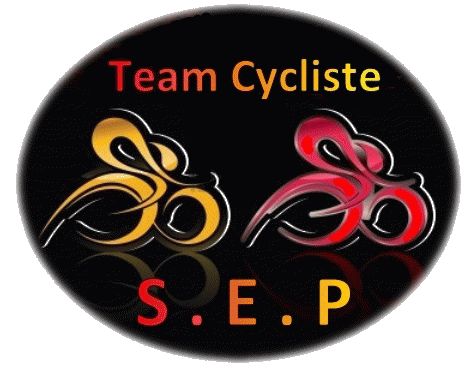 Team Cycliste
S . E . P